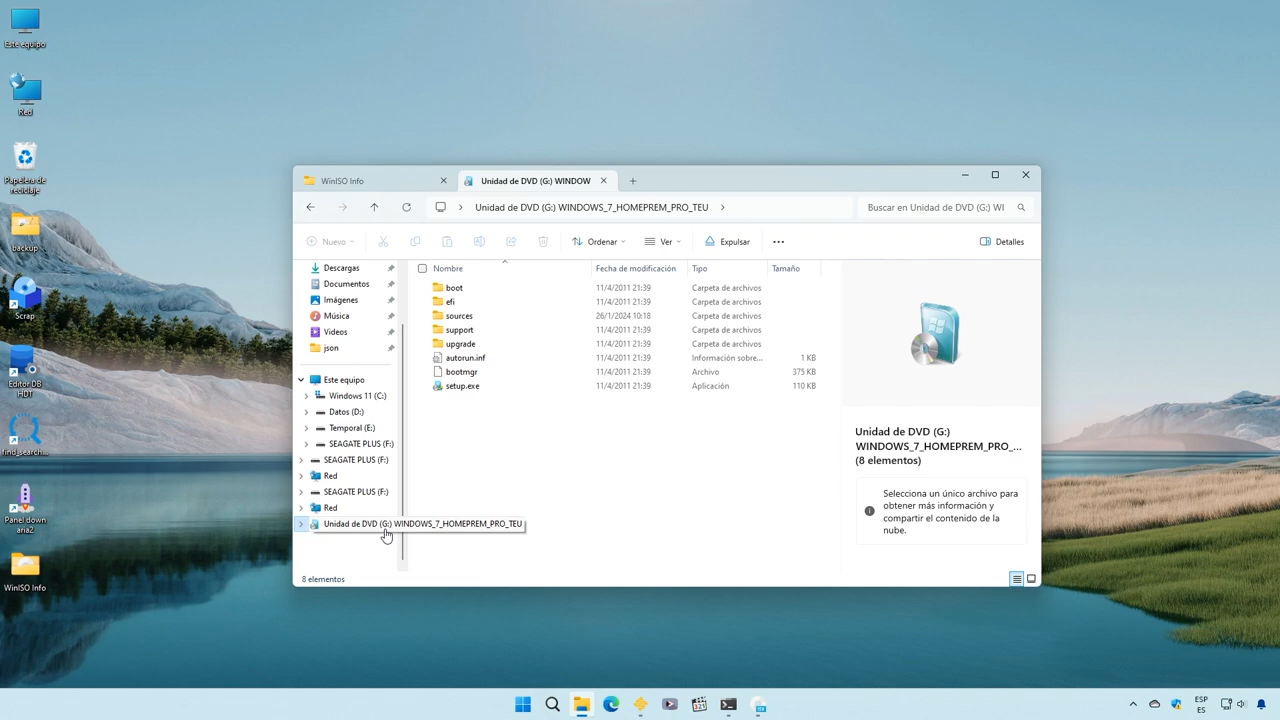 Este equipo
Red
Papelera de
reciclaje
backup
Scrap
Editor DB
HDT
find_search...
Panel down
aria2
WinISO Info
WinISO Info
Unidad de DVD (G:) WINDOW
Unidad de DVD (G:) WINDOWS_7_HOMEPREM_PRO_TEU
Buscar en Unidad de DVD (G:) WI
Nuevo
Ordenar
Ver
Expulsar
Detalles
Descargas
Documentos
Imágenes
Música
Videos
json
Este equipo
Windows 11 (C:)
Datos (D:)
Temporal (E:)
SEAGATE PLUS (F:)
SEAGATE PLUS (F:)
Red
SEAGATE PLUS (F:)
Red
Unidad de DVD (G:) WINDOWS_7_HOMEPREM_PRO_TEU
Nombre Fecha de modificación Tipo Tamaño
boot 11/4/2011 21:39 Carpeta de archivos
efi 11/4/2011 21:39 Carpeta de archivos
sources 26/1/2024 10:18 Carpeta de archivos
support 11/4/2011 21:39 Carpeta de archivos
upgrade 11/4/2011 21:39 Carpeta de archivos
autorun.inf 11/4/2011 21:39 Información sobre... 1 KB
bootmgr 11/4/2011 21:39 Archivo 375 KB
setup.exe 11/4/2011 21:39 Aplicación 110 KB
Unidad de DVD (G:)
WINDOWS_7_HOMEPREM_PRO_...
(8 elementos)
Selecciona un único archivo para
obtener más información y
compartir el contenido de la
nube.
8 elementos
ESP
ES